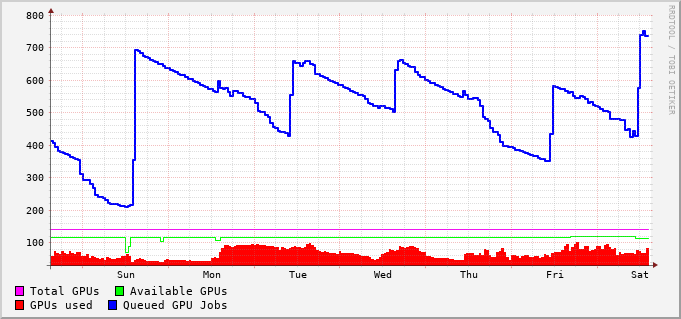 800
700
600
500
400
300
200
100
Sun Mon Tue Wed Thu Fri Sat
Total GPUs Available GPUs
GPUs used Queued GPU Jobs
RRDTOOL / TOBI OETIKER